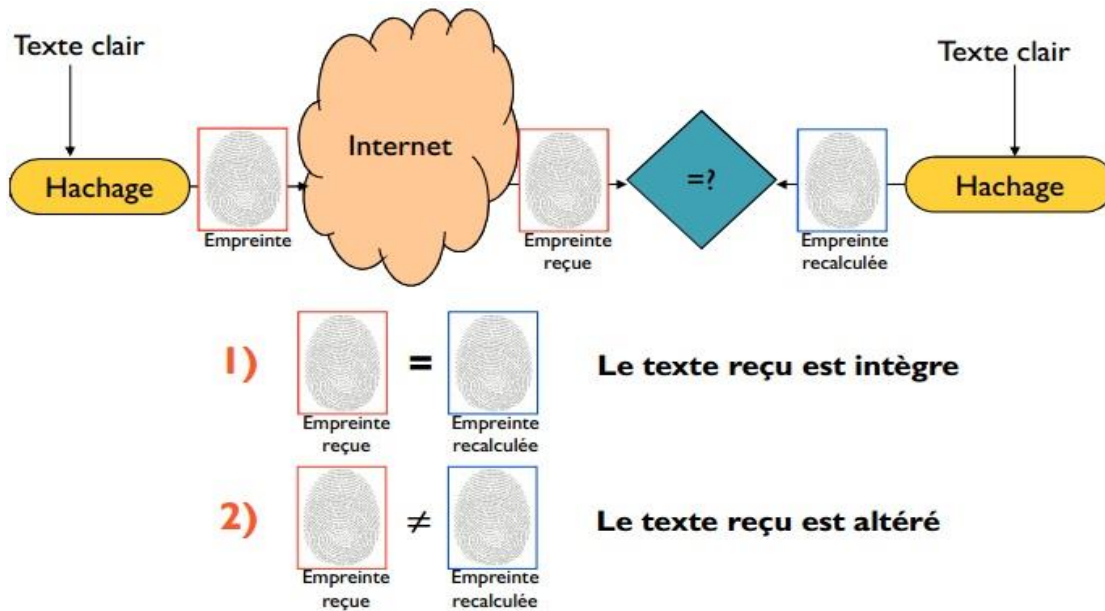 Texte clair
Texte clair
Internet
Hachage
=?
Hachage
Empreinte
Empreinte
reçue
Empreinte
recalculée
1)
=
Le texte reçu est intègre
Empreinte
reçue
Empreinte
recalculée
2)
≠
Le texte reçu est altéré
Empreinte
reçue
Empreinte
recalculée